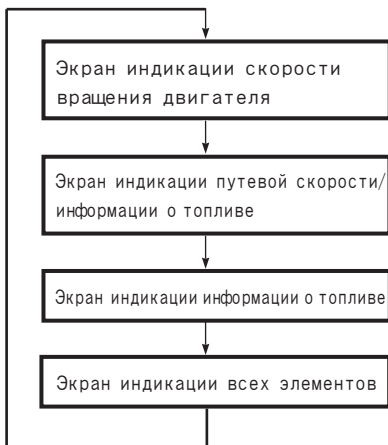 Экран индикации скорости
вращения двигателя
Экран индикации путевой скорости/
информации о топливе
Экран индикации информации о топливе
Экран индикации всех элементов